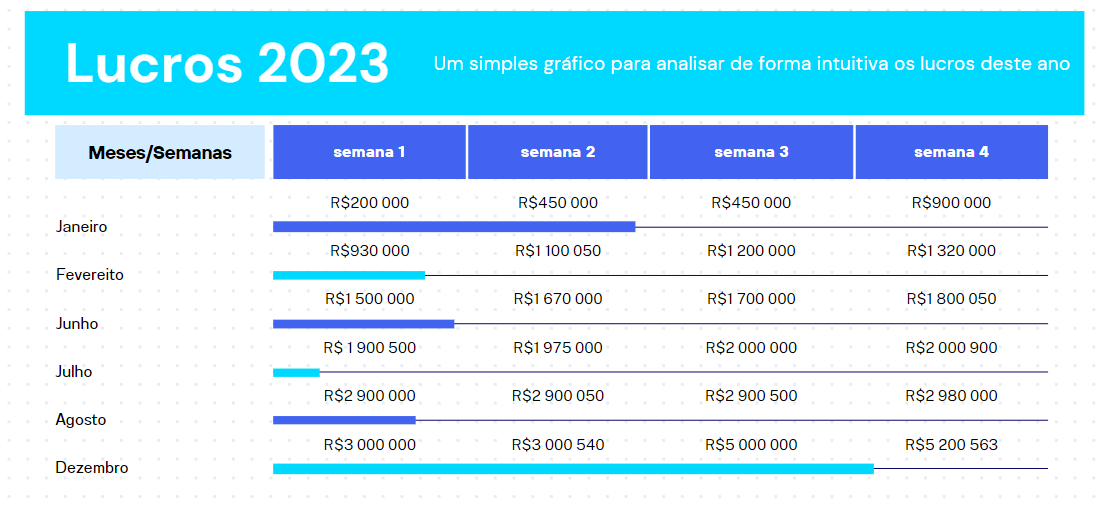 Lucros 2023
Um simples gráfico para analisar de forma intuitiva os lucros deste ano
Meses/Semanas semana 1 semana 2 semana 3 semana 4
R$200 000 R$450 000 R$450 000 R$900 000
Janeiro
R$930 000 R$1 100 050 R$1 200 000 R$1 320 000
Fevereito
R$1 500 000 R$1 670 000 R$1 700 000 R$1 800 050
Junho
R$ 1 900 500 R$1 975 000 R$2 000 000 R$2 000 900
Julho
R$2 900 000 R$2 900 050 R$2 900 500 R$2 980 000
Agosto
R$3 000 000 R$3 000 540 R$5 000 000 R$5 200 563
Dezembro